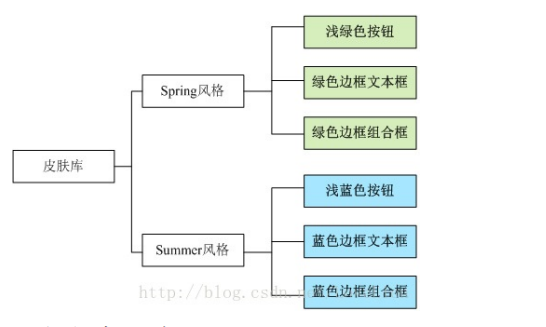 浅绿色按钮
Spring风格
绿色边框文本框
绿色边框组合框
皮肤库
浅蓝色按钮
Summer风格
蓝色边框文本框
蓝色边框组合框
http://blog.csdn.n